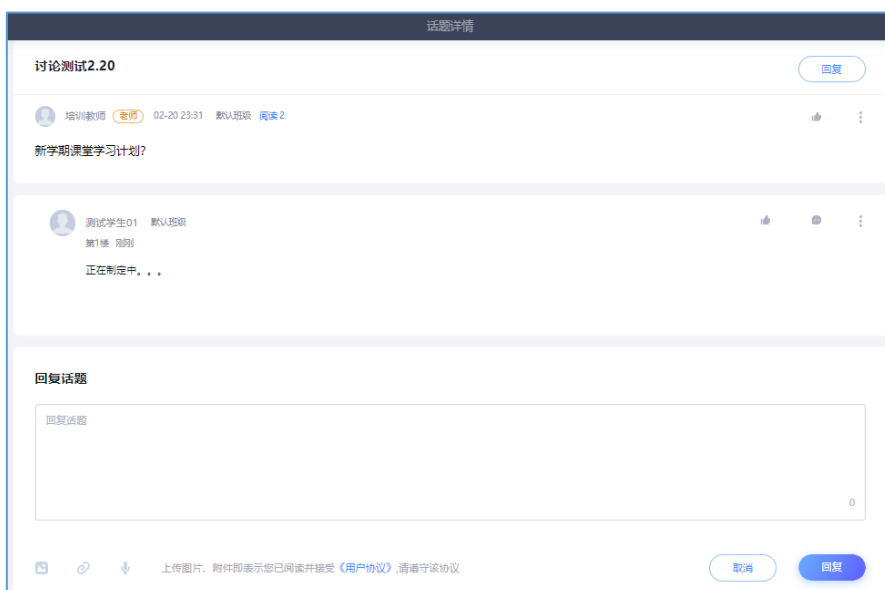 话题详情
讨论测试2.20
回复
培训教师 老师 02-20 23:31 默认班级 阅读 2
新学期课堂学习计划?
测试学生01 默认班级
第1楼 刚刚
正在制定中。。。
回复话题
回复话题
0
上传图片、附件即表示您已阅读并接受《用户协议》,请遵守该协议
取消 回复